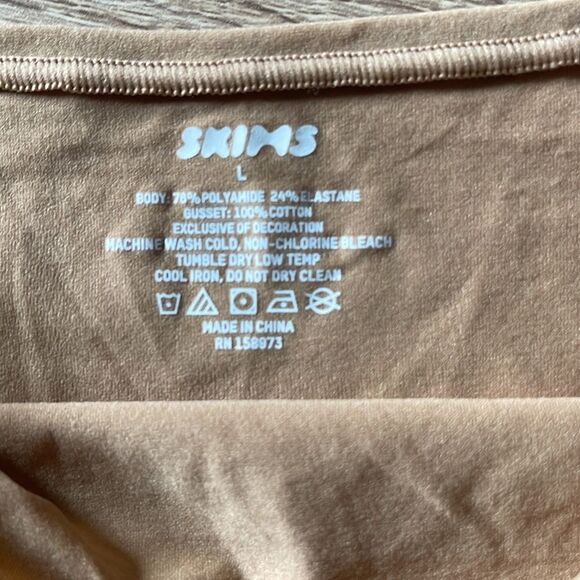 SKIMS
L
BODY: 76% POLYAMIDE 24% ELASTANE
GUSSET: 100% COTTON
EXCLUSIVE OF DECORATION
MACHINE WASH COLD, NON-CHLORINE BLEACH
TUMBLE DRY LOW TEMP
COOL IRON, DO NOT DRY CLEAN
MADE IN CHINA
RN 158973